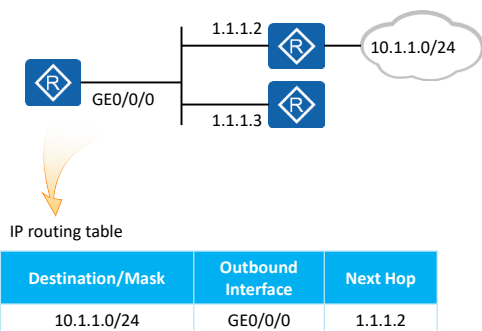 1.1.1.2
R
10.1.1.0/24
R
GE0/0/0
R
1.1.1.3
IP routing table
Destination/Mask
Outbound
Interface
Next Hop
10.1.1.0/24
GE0/0/0
1.1.1.2